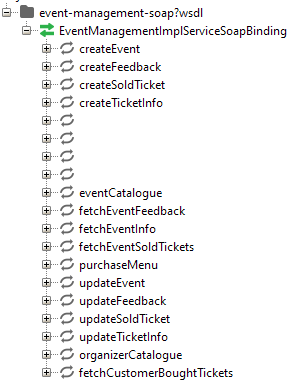 event-management-soap?wsdl
EventManagementImplServiceSoapBinding
createEvent
createFeedback
createSoldTicket
createTicketInfo
eventCatalogue
fetchEventFeedback
fetchEventInfo
fetchEventSoldTickets
purchaseMenu
updateEvent
updateFeedback
updateSoldTicket
updateTicketInfo
organizerCatalogue
fetchCustomerBoughtTickets